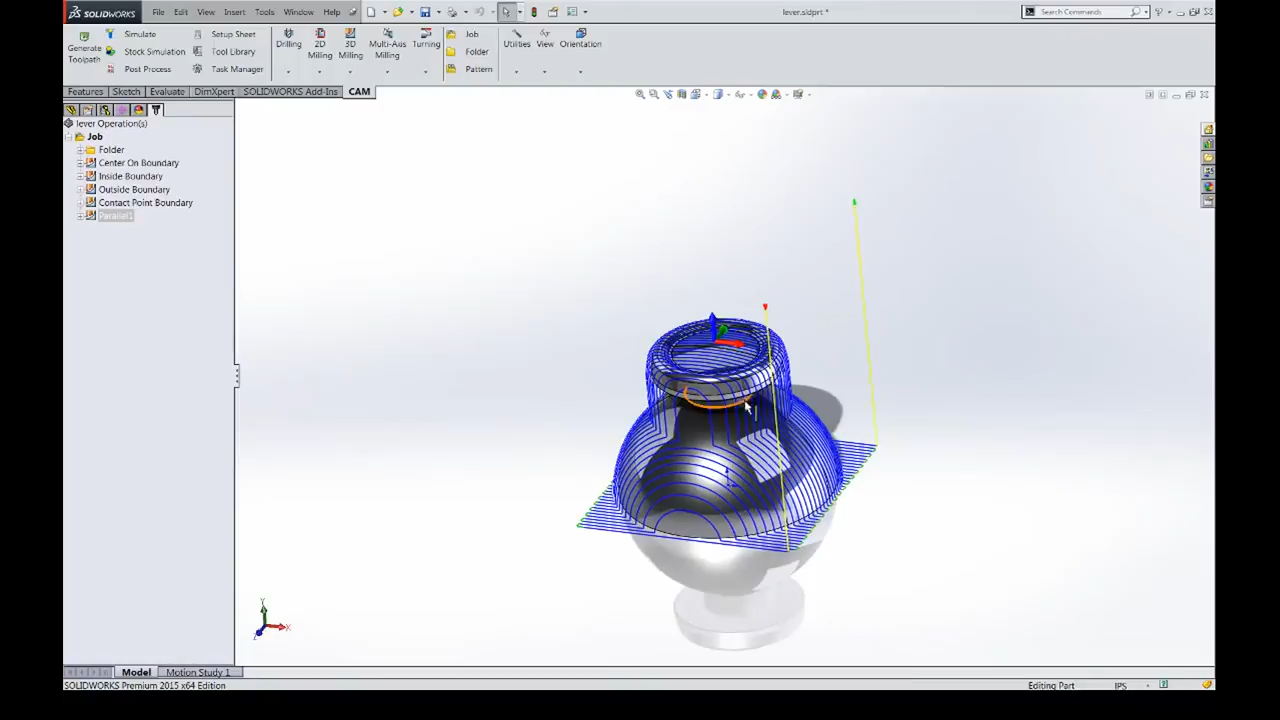 SOLIDWORKS File Edit View Insert Tools Window Help lever.sldprt * Search Commands
Generate Toolpath
Simulate
Stock Simulation
Post Process
Setup Sheet
Tool Library
Task Manager
Drilling
2D Milling
3D Milling
Multi-Axis Milling
Turning
Job
Folder
Pattern
Utilities
View
Orientation
Features Sketch Evaluate DimXpert SOLIDWORKS Add-Ins CAM
lever Operation(s)
Job
Folder
Center On Boundary
Inside Boundary
Outside Boundary
Contact Point Boundary
Parallel1
Y
X
Z
Model Motion Study 1
SOLIDWORKS Premium 2015 x64 Edition Editing Part IPS